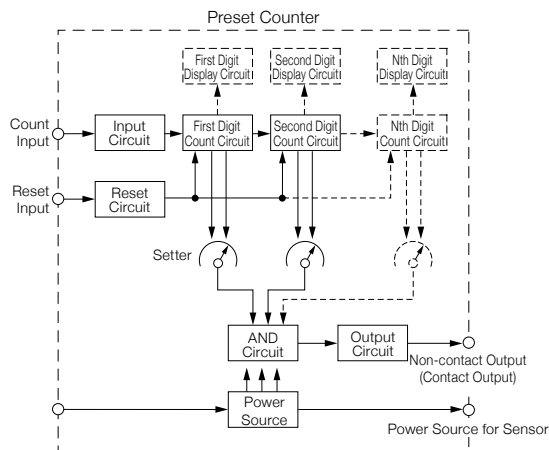 Preset Counter
First Digit
Display Circuit
Second Digit
Display Circuit
Nth Digit
Display Circuit
Count
Input
Input
Circuit
First Digit
Count Circuit
Second Digit
Count Circuit
Nth Digit
Count Circuit
Reset
Input
Reset
Circuit
Setter
AND
Circuit
Output
Circuit
Non-contact Output
(Contact Output)
Power
Source
Power Source for Sensor